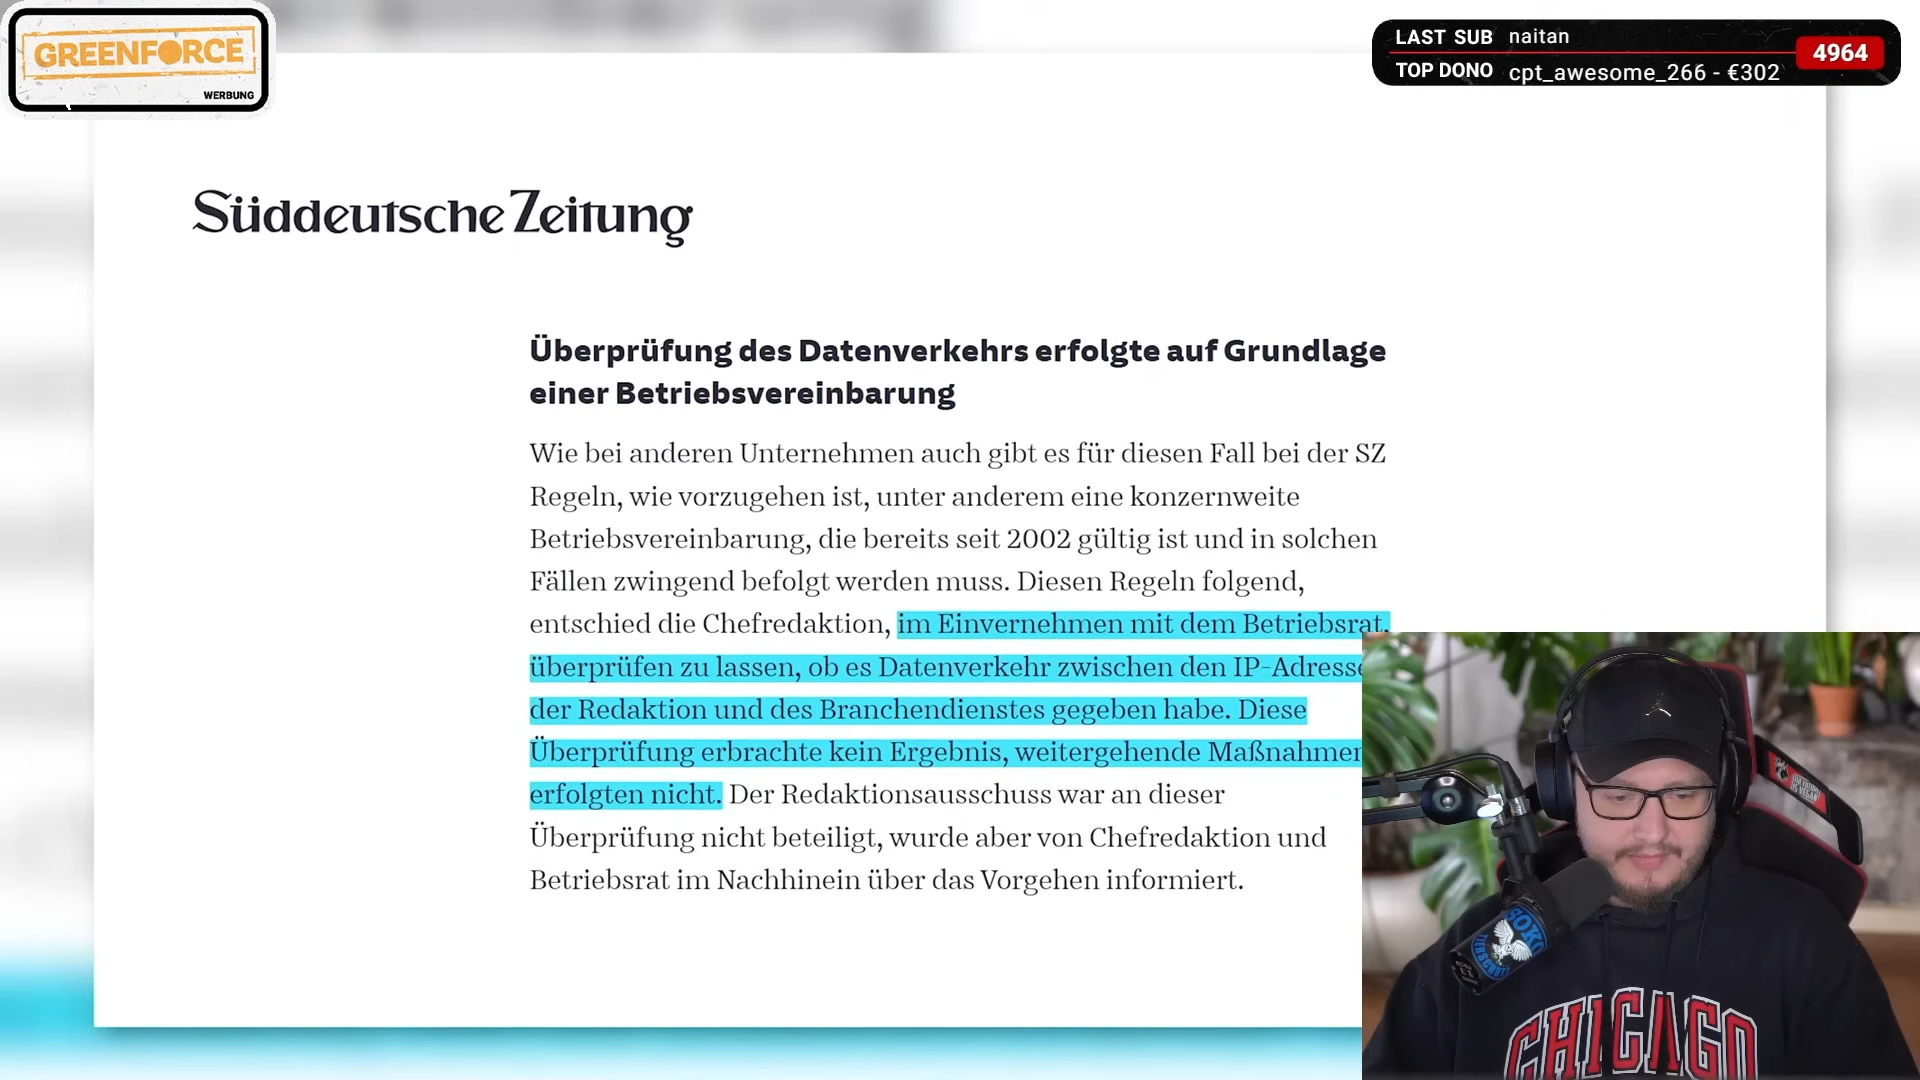 GREENFORCE
WERBUNG
LAST SUB naitan
TOP DONO cpt_awesome_266 - €302
4964
Süddeutsche Zeitung
Überprüfung des Datenverkehrs erfolgte auf Grundlage
einer Betriebsvereinbarung
Wie bei anderen Unternehmen auch gibt es für diesen Fall bei der SZ
Regeln, wie vorzugehen ist, unter anderem eine konzernweite
Betriebsvereinbarung, die bereits seit 2002 gültig ist und in solchen
Fällen zwingend befolgt werden muss. Diesen Regeln folgend,
entschied die Chefredaktion, im Einvernehmen mit dem Betriebsrat,
überprüfen zu lassen, ob es Datenverkehr zwischen den IP-Adresse
der Redaktion und des Branchendienstes gegeben habe. Diese
Überprüfung erbrachte kein Ergebnis, weitergehende Maßnahmen
erfolgten nicht. Der Redaktionsausschuss war an dieser
Überprüfung nicht beteiligt, wurde aber von Chefredaktion und
Betriebsrat im Nachhinein über das Vorgehen informiert.
SOKO
TIERSCHUTZ
CHICAGO